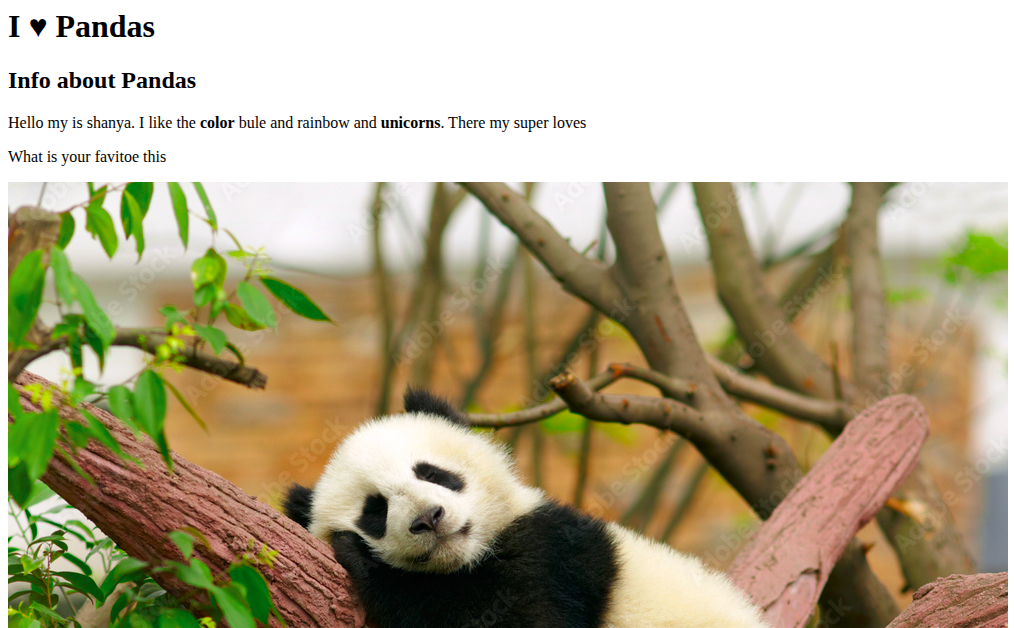 I ♥ Pandas
Info about Pandas
Hello my is shanya. I like the color bule and rainbow and unicorns. There my super loves
What is your favitoe this
Adobe Stock